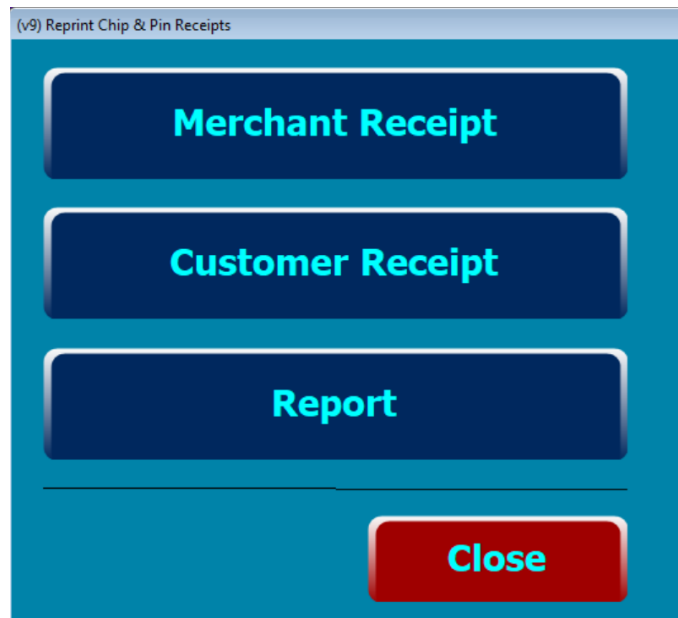 (v9) Reprint Chip & Pin Receipts
Merchant Receipt
Customer Receipt
Report
Close